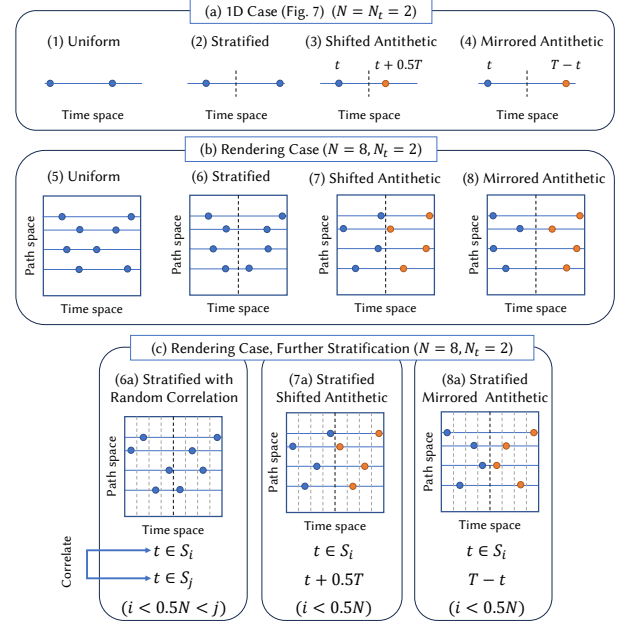 (a) 1D Case (Fig. 7) (N = N_t = 2)
(1) Uniform
(2) Stratified
(3) Shifted Antithetic
(4) Mirrored Antithetic
t
t + 0.5T
t
T − t
Time space
Time space
Time space
Time space
(b) Rendering Case (N = 8, N_t = 2)
(5) Uniform
(6) Stratified
(7) Shifted Antithetic
(8) Mirrored Antithetic
Path space
Path space
Path space
Path space
Time space
Time space
Time space
Time space
(c) Rendering Case, Further Stratification (N = 8, N_t = 2)
(6a) Stratified with
Random Correlation
(7a) Stratified
Shifted Antithetic
(8a) Stratified
Mirrored Antithetic
Path space
Path space
Path space
Time space
Time space
Time space
Correlate
t ∈ S_i
t ∈ S_j
(i < 0.5N < j)
t ∈ S_i
t + 0.5T
(i < 0.5N)
t ∈ S_i
T − t
(i < 0.5N)